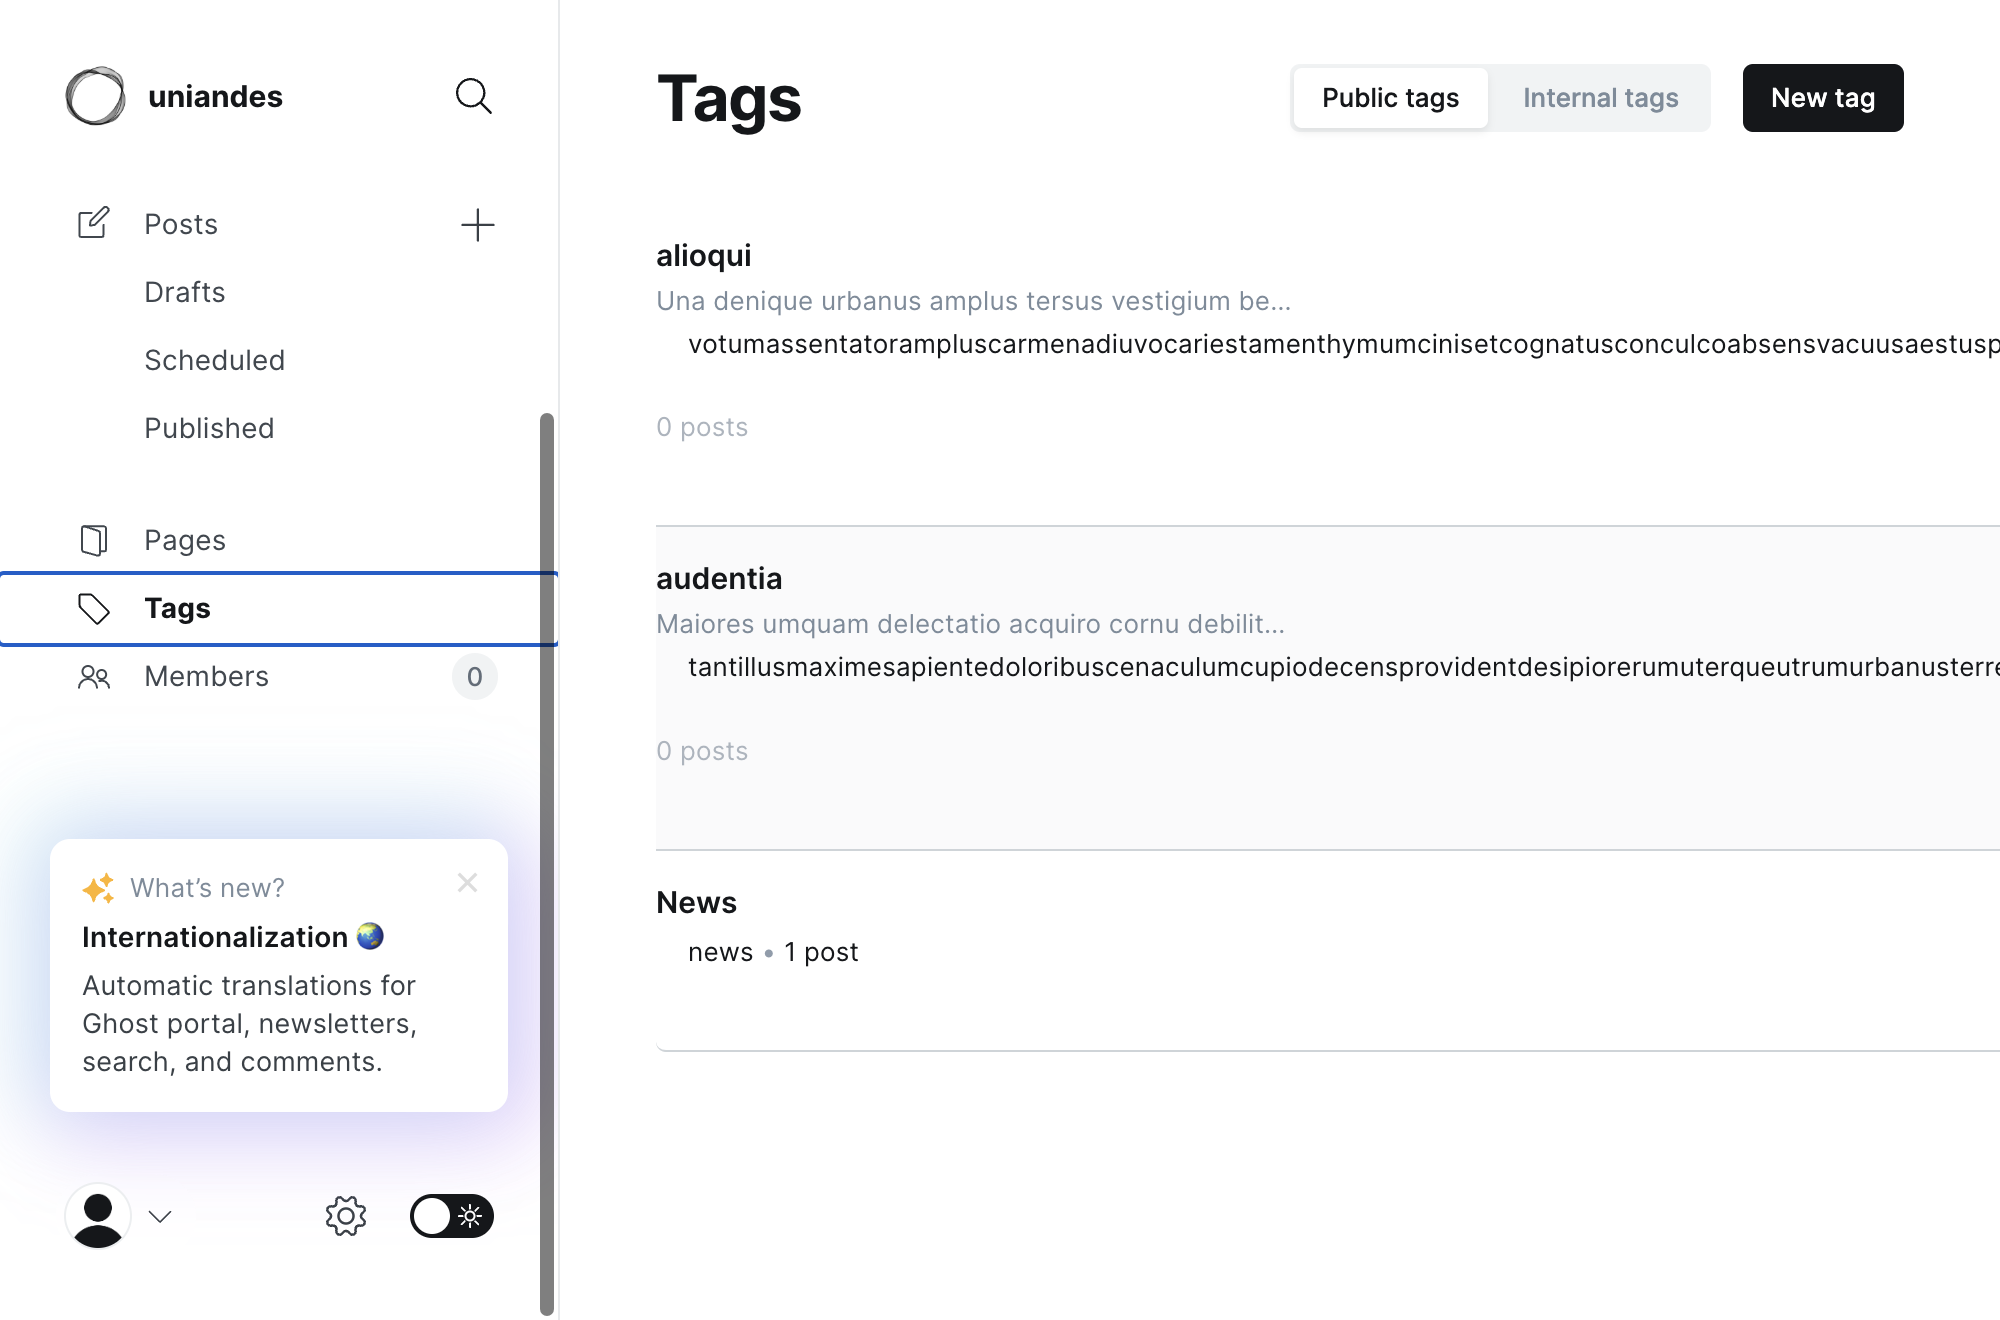 uniandes
Posts
Drafts
Scheduled
Published
Pages
Tags
Members 0
What's new?
Internationalization
Automatic translations for
Ghost portal, newsletters,
search, and comments.
Tags
Public tags Internal tags New tag
alioqui
Una denique urbanus amplus tersus vestigium be...
votumassentatorampluscarmenadiuvocariestamenthymumcinisetcognatusconculcoabsensvacuusaestusp
0 posts
audentia
Maiores umquam delectatio acquiro cornu debilit...
tantillusmaximesapientedoloribuscenaculumcupiodecensprovidentdesipiorerumuterqueutrumurbanusterre
0 posts
News
news • 1 post